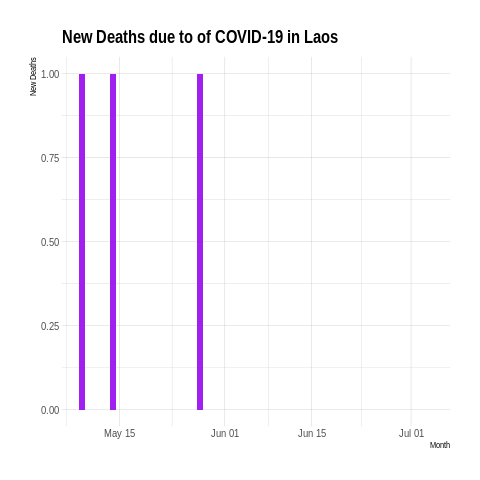 New Deaths due to of COVID-19 in Laos
New Deaths
1.00
0.75
0.50
0.25
0.00
May 15
Jun 01
Jun 15
Jul 01
Month